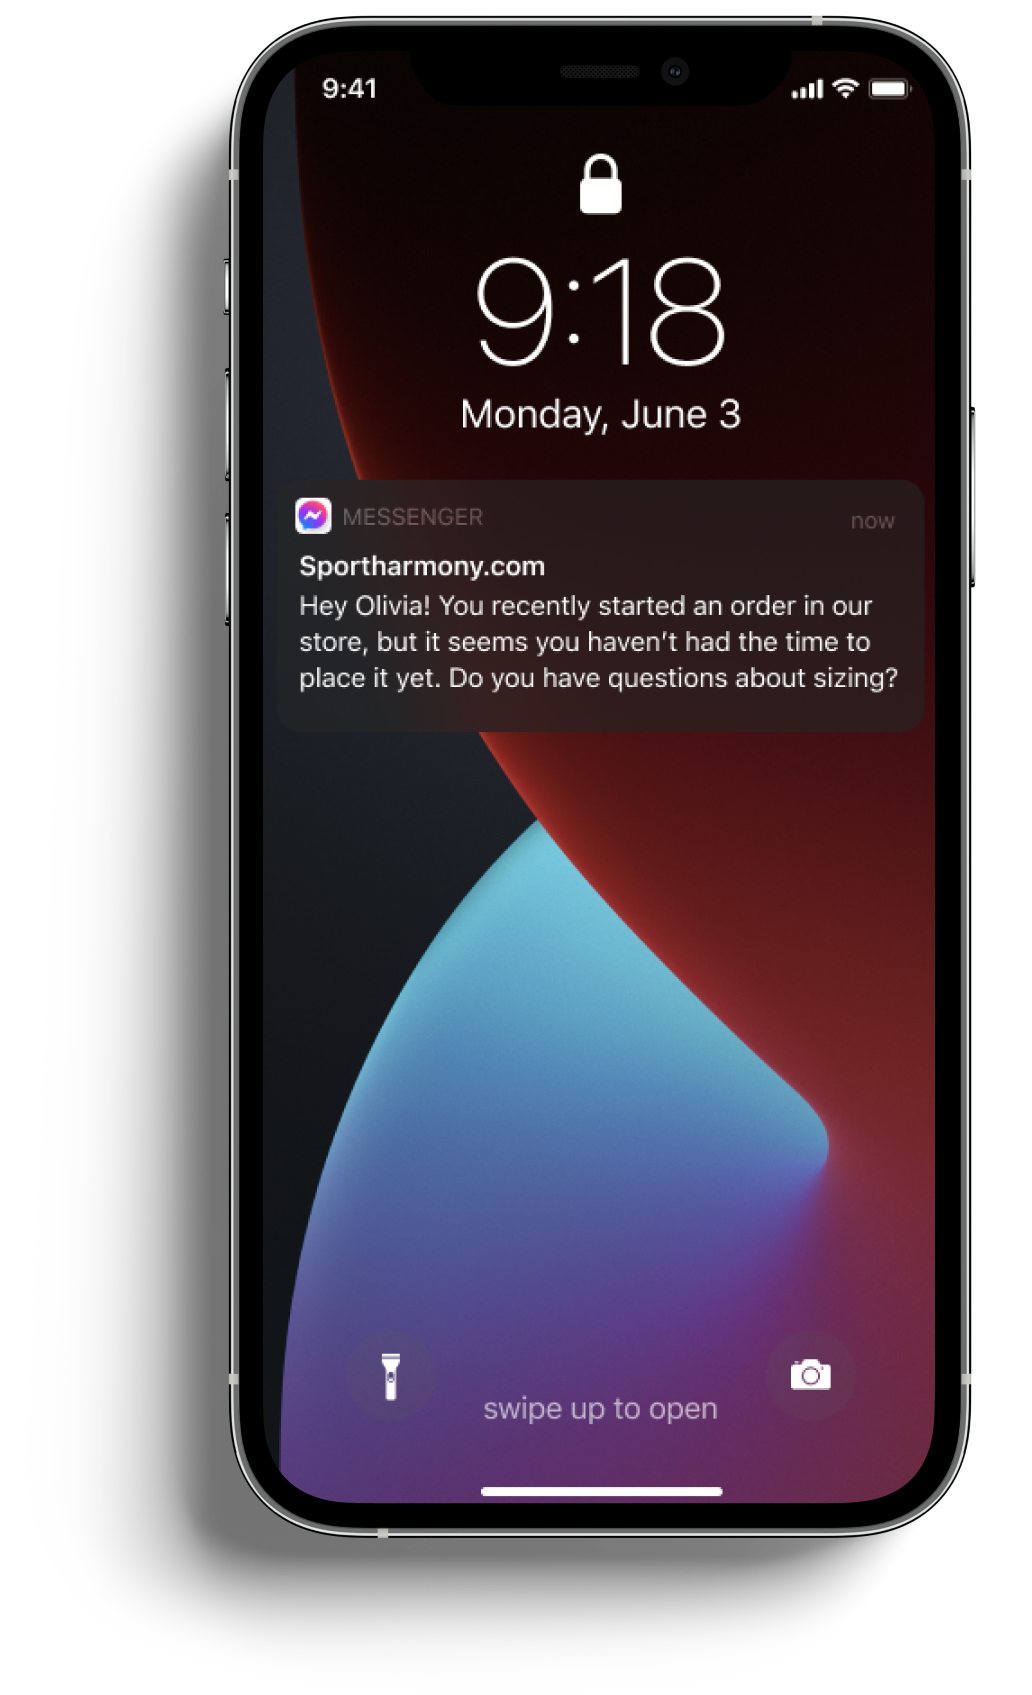 9:41
9:18
Monday, June 3
MESSENGER
now
Sportharmony.com
Hey Olivia! You recently started an order in our
store, but it seems you haven't had the time to
place it yet. Do you have questions about sizing?
swipe up to open